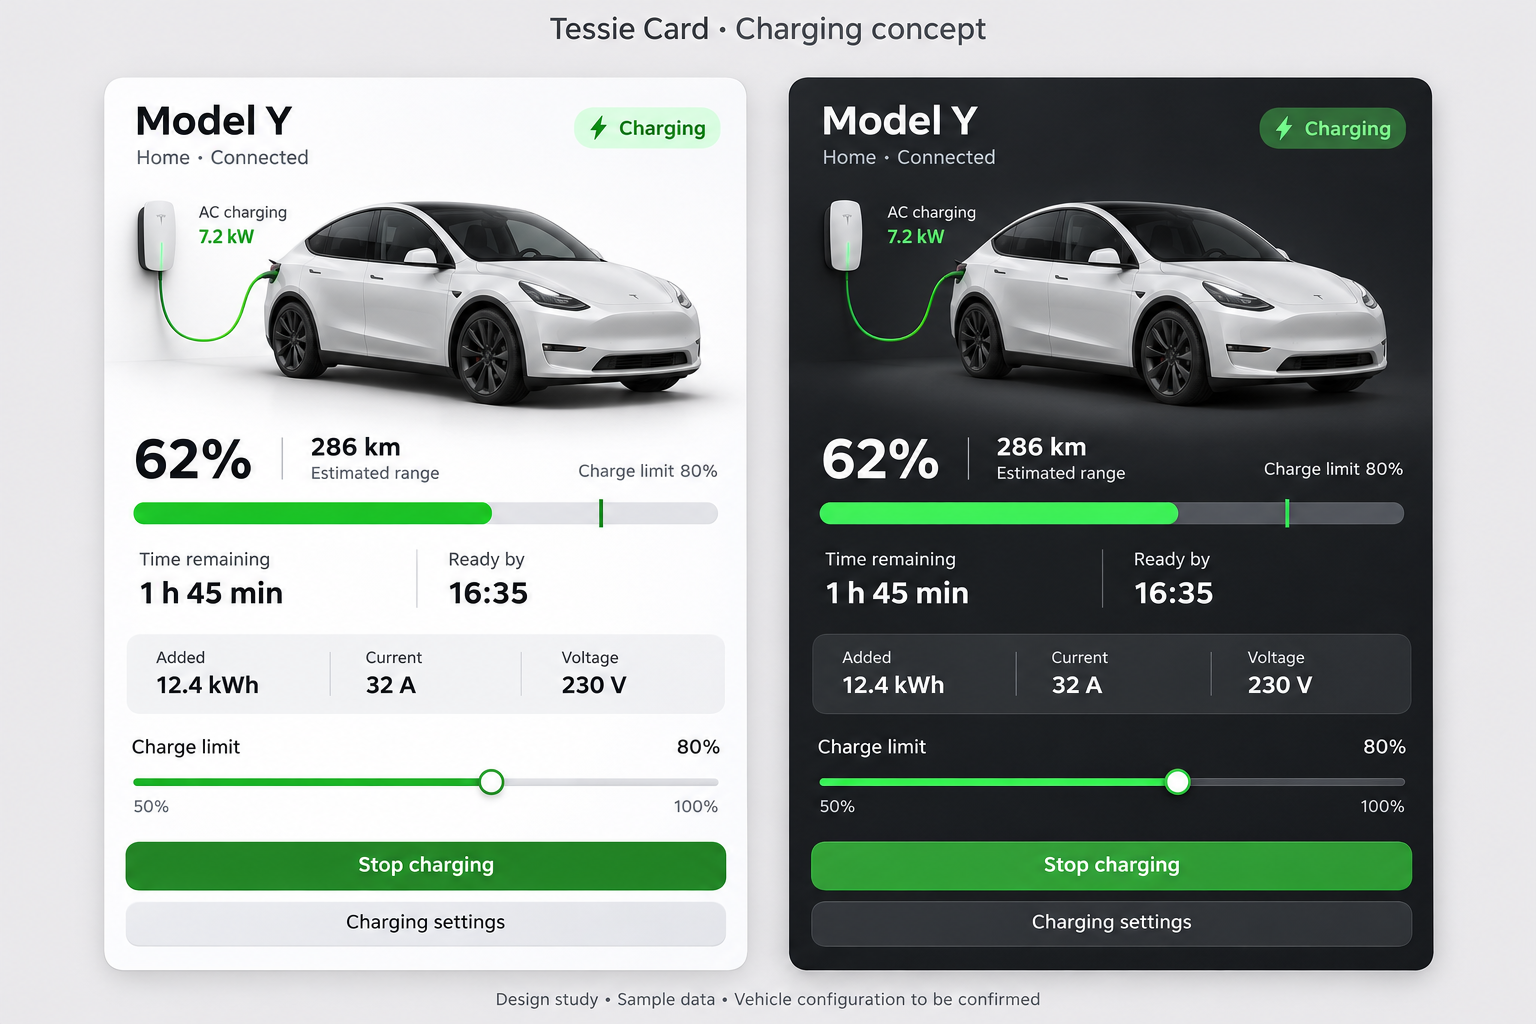 Tessie Card • Charging concept
Model Y
Charging
Home • Connected
AC charging
7.2 kW
62%
286 km
Estimated range
Charge limit 80%
Time remaining
1 h 45 min
Ready by
16:35
Added
12.4 kWh
Current
32 A
Voltage
230 V
Charge limit
80%
50%
100%
Stop charging
Charging settings
Model Y
Charging
Home • Connected
AC charging
7.2 kW
62%
286 km
Estimated range
Charge limit 80%
Time remaining
1 h 45 min
Ready by
16:35
Added
12.4 kWh
Current
32 A
Voltage
230 V
Charge limit
80%
50%
100%
Stop charging
Charging settings
Design study • Sample data • Vehicle configuration to be confirmed